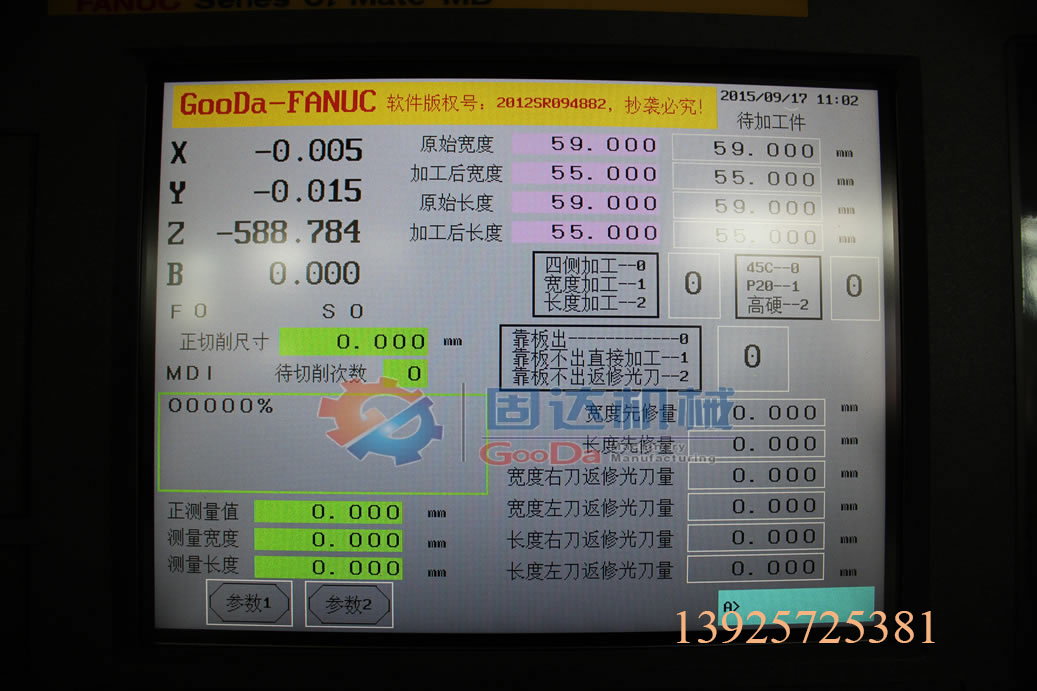 FANUC Series 0i Mate MD
GooDa-FANUC 软件版权号：2012SR094882，抄袭必究！
2015/09/17 11:02
待加工件
X -0.005
Y -0.015
Z -588.784
B 0.000
F 0 S 0
原始宽度 59.000 59.000 mm
加工后宽度 55.000 55.000 mm
原始长度 59.000 59.000 mm
加工后长度 55.000 55.000 mm
四侧加工--0
宽度加工--1
长度加工--2
0
45C--0
P20--1
高硬--2
0
正切削尺寸 0.000 mm
MDI 待切削次数 0
靠板出------------0
靠板不出直接加工--1
靠板不出返修光刀--2
0
O0000%
固达机械
GooDa Machinery Manufacturing
宽度先修量 0.000 mm
长度先修量 0.000 mm
宽度右刀返修光刀量 0.000 mm
宽度左刀返修光刀量 0.000 mm
长度右刀返修光刀量 0.000 mm
长度左刀返修光刀量 0.000 mm
正测量值 0.000 mm
测量宽度 0.000 mm
测量长度 0.000 mm
参数1 参数2
A>
13925725381